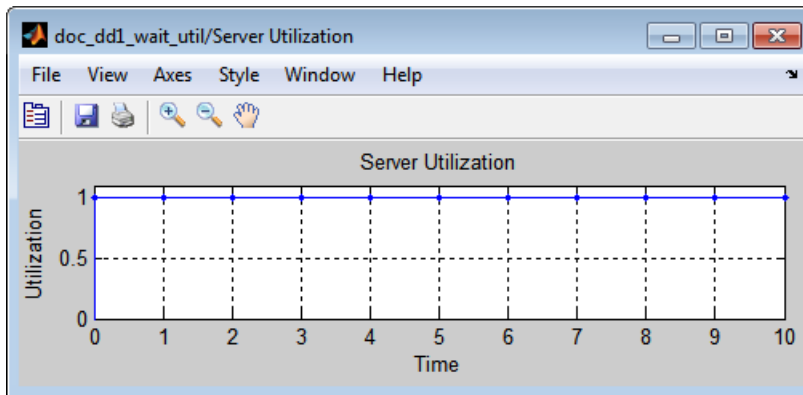 doc_dd1_wait_util/Server Utilization
File View Axes Style Window Help
Server Utilization
Utilization
1
0.5
0
0 1 2 3 4 5 6 7 8 9 10
Time